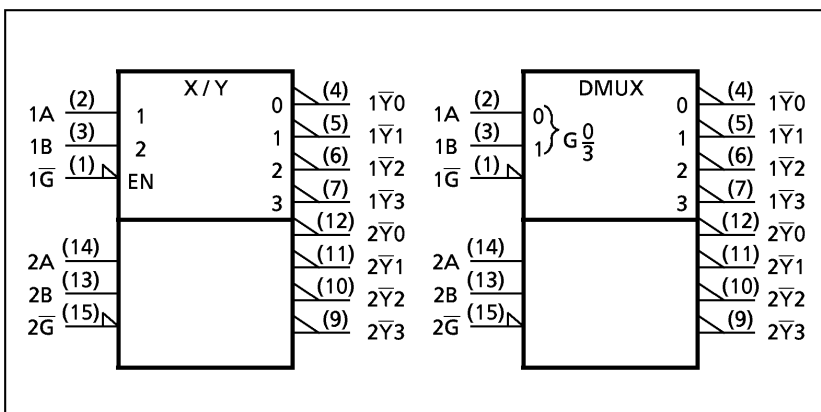 X / Y
1A (2) 1 0 (4) 1Y̅0
1B (3) 2 1 (5) 1Y̅1
1G̅ (1) EN 2 (6) 1Y̅2
3 (7) 1Y̅3
(12) 2Y̅0
2A (14) (11) 2Y̅1
2B (13) (10) 2Y̅2
2G̅ (15) (9) 2Y̅3
DMUX
1A (2) 0 0 (4) 1Y̅0
1B (3) 1 } G 0/3 1 (5) 1Y̅1
1G̅ (1) 2 (6) 1Y̅2
3 (7) 1Y̅3
(12) 2Y̅0
2A (14) (11) 2Y̅1
2B (13) (10) 2Y̅2
2G̅ (15) (9) 2Y̅3